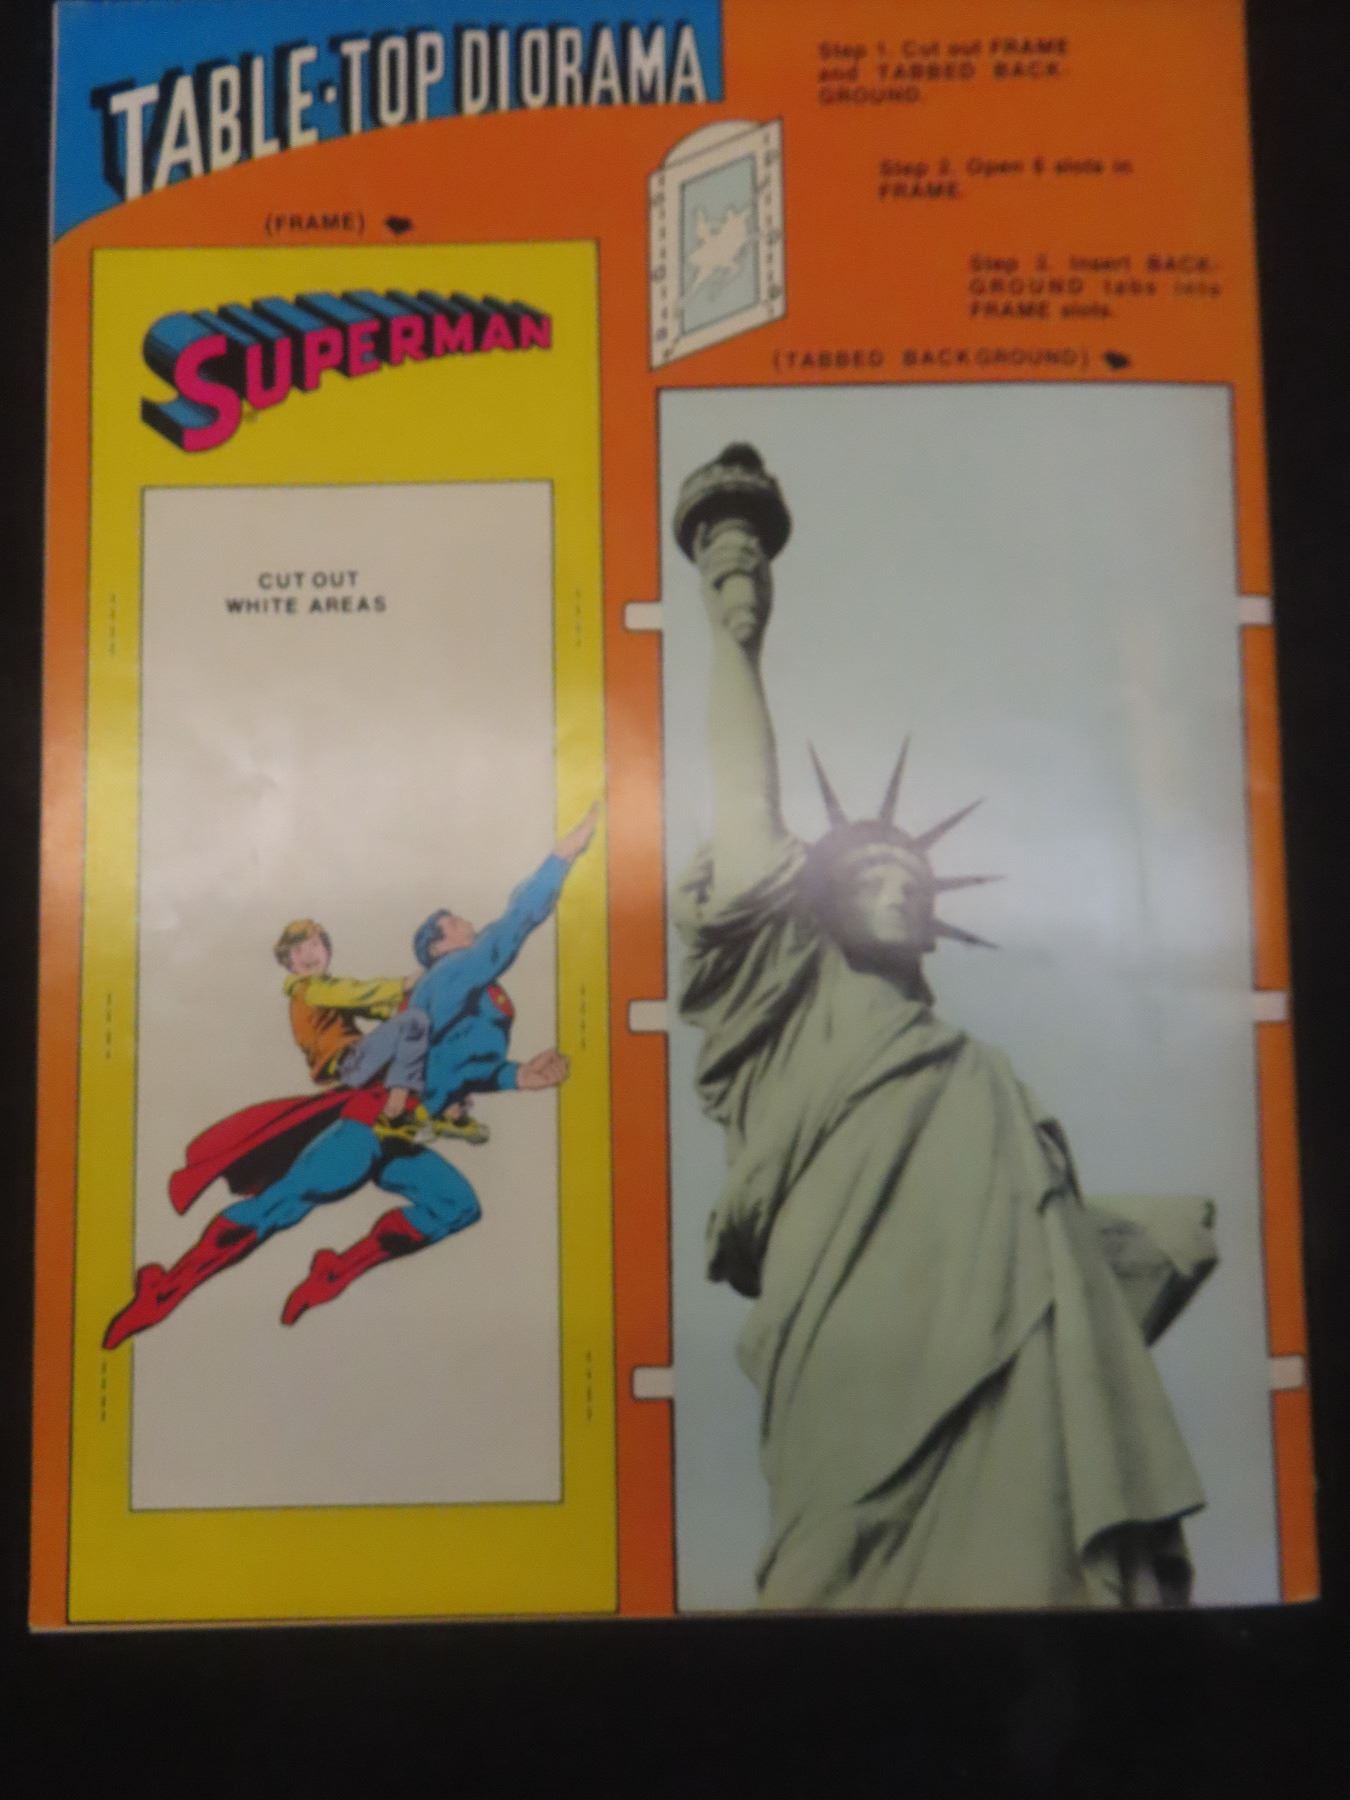 TABLE-TOP DIORAMA
Step 1. Cut out FRAME
and TABBED BACK-
GROUND.
Step 2. Open 6 slots in
FRAME.
(FRAME)
Step 3. Insert BACK-
GROUND tabs into
FRAME slots.
(TABBED BACKGROUND)
SUPERMAN
CUT OUT
WHITE AREAS